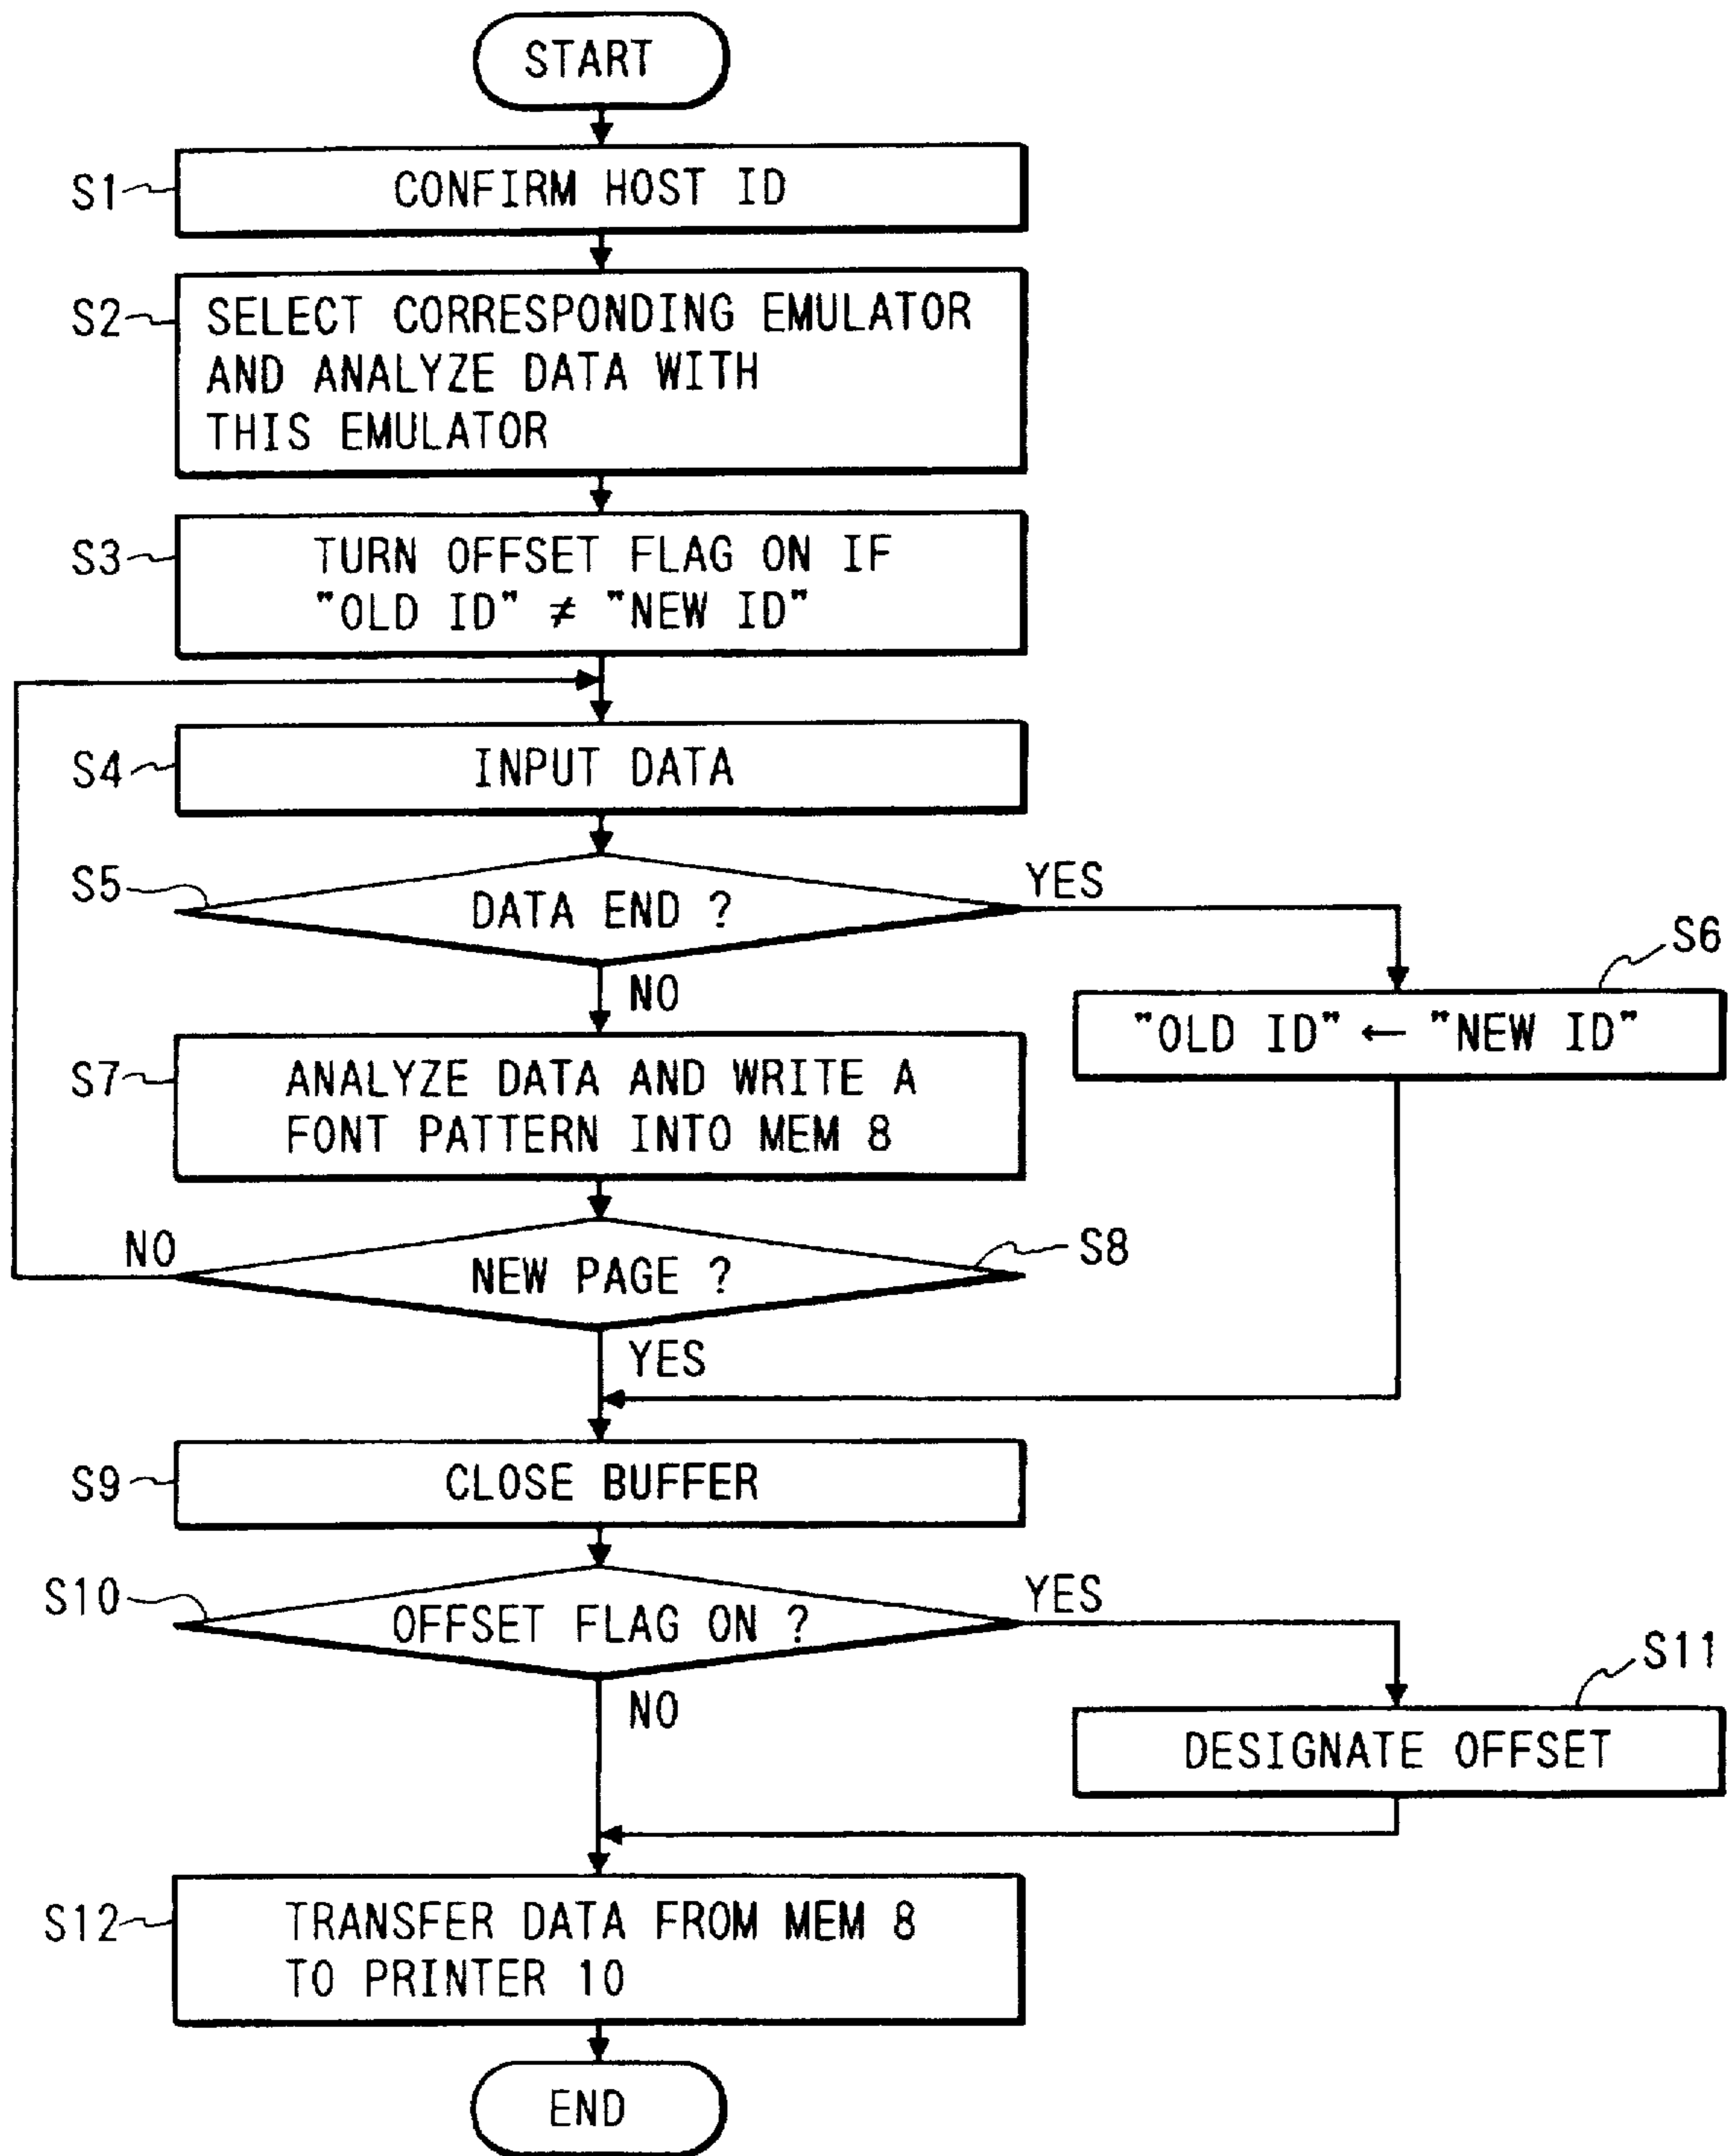 START
S1
CONFIRM HOST ID
S2
SELECT CORRESPONDING EMULATOR
AND ANALYZE DATA WITH
THIS EMULATOR
S3
TURN OFFSET FLAG ON IF
"OLD ID" ≠ "NEW ID"
S4
INPUT DATA
S5
DATA END ?
YES
NO
S6
"OLD ID" ← "NEW ID"
S7
ANALYZE DATA AND WRITE A
FONT PATTERN INTO MEM 8
NO
NEW PAGE ?
S8
YES
S9
CLOSE BUFFER
S10
OFFSET FLAG ON ?
YES
NO
S11
DESIGNATE OFFSET
S12
TRANSFER DATA FROM MEM 8
TO PRINTER 10
END